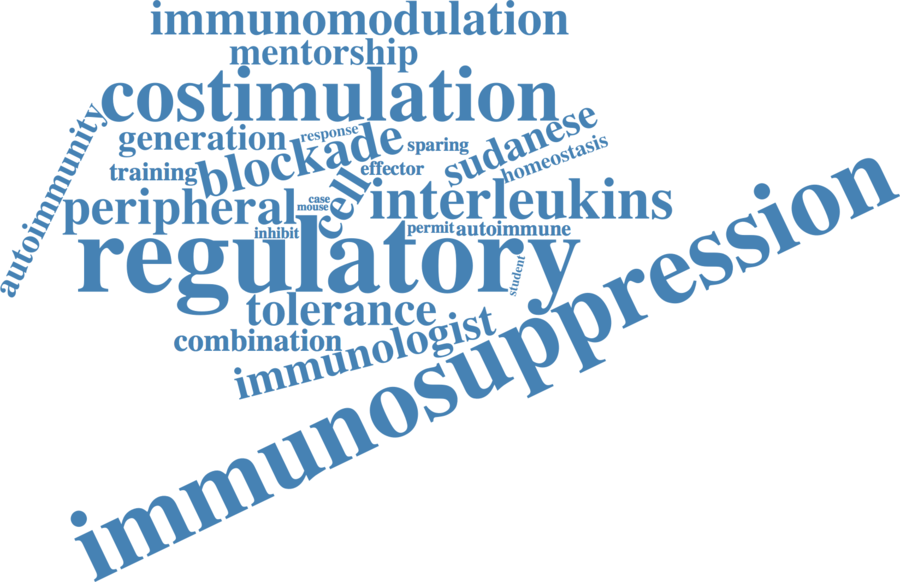 immunomodulation
mentorship
costimulation
autoimmunity
generation
response
blockade
sparing
sudanese
training
effector
homeostasis
cell
peripheral
case
mouse
interleukins
inhibit
permit
autoimmune
regulatory
student
tolerance
combination
immunologist
immunosuppression